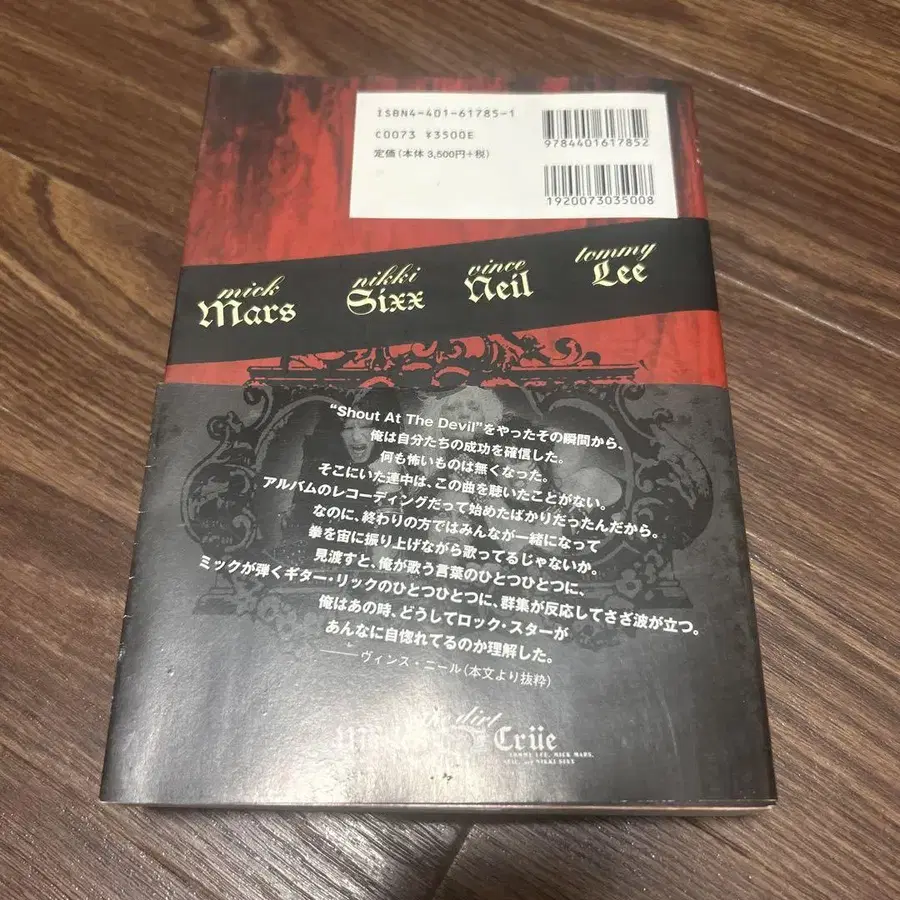 ISBN4-401-61785-1
C0073 ¥3500E
定価(本体 3,500円+税)
9784401617852
1920073035008
mick Mars
nikki Sixx
vince Neil
tommy Lee
“Shout At The Devil”をやったその瞬間から、
俺は自分たちの成功を確信した。
何も怖いものは無くなった。
そこにいた連中は、この曲を聴いたことがない。
アルバムのレコーディングだって始めたばかりだったんだから。
なのに、終わりの方ではみんなが一緒になって
拳を宙に振り上げながら歌ってるじゃないか。
見渡すと、俺が歌う言葉のひとつひとつに、
ミックが弾くギター・リックのひとつひとつに、群集が反応してさざ波が立つ。
俺はあの時、どうしてロック・スターが
あんなに自惚れてるのか理解した。
――ヴィンス・ニール(本文より抜粋)
dirt
Crüe
TOMMY LEE, MICK MARS,
NEIL, and NIKKI SIXX